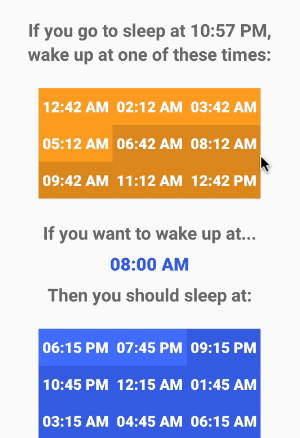 If you go to sleep at 10:57 PM,
wake up at one of these times:
12:42 AM 02:12 AM 03:42 AM
05:12 AM 06:42 AM 08:12 AM
09:42 AM 11:12 AM 12:42 PM
If you want to wake up at...
08:00 AM
Then you should sleep at:
06:15 PM 07:45 PM 09:15 PM
10:45 PM 12:15 AM 01:45 AM
03:15 AM 04:45 AM 06:15 AM